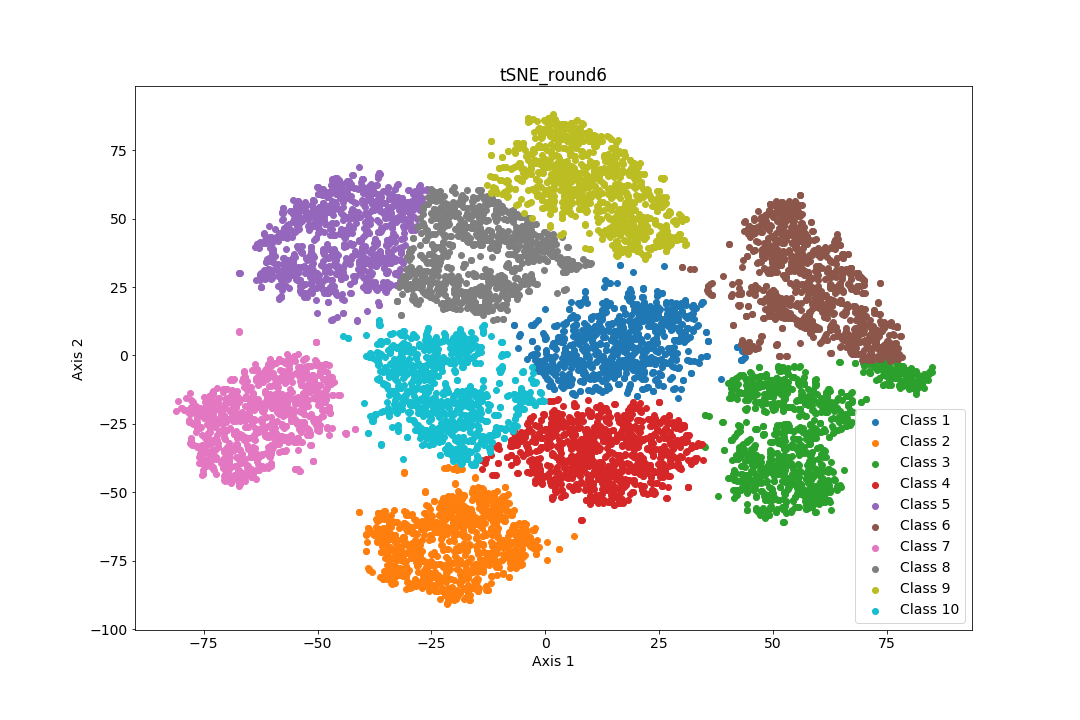 tSNE_round6
Axis 2
75
50
25
0
−25
−50
−75
−100
−75
−50
−25
0
25
50
75
Axis 1
Class 1
Class 2
Class 3
Class 4
Class 5
Class 6
Class 7
Class 8
Class 9
Class 10